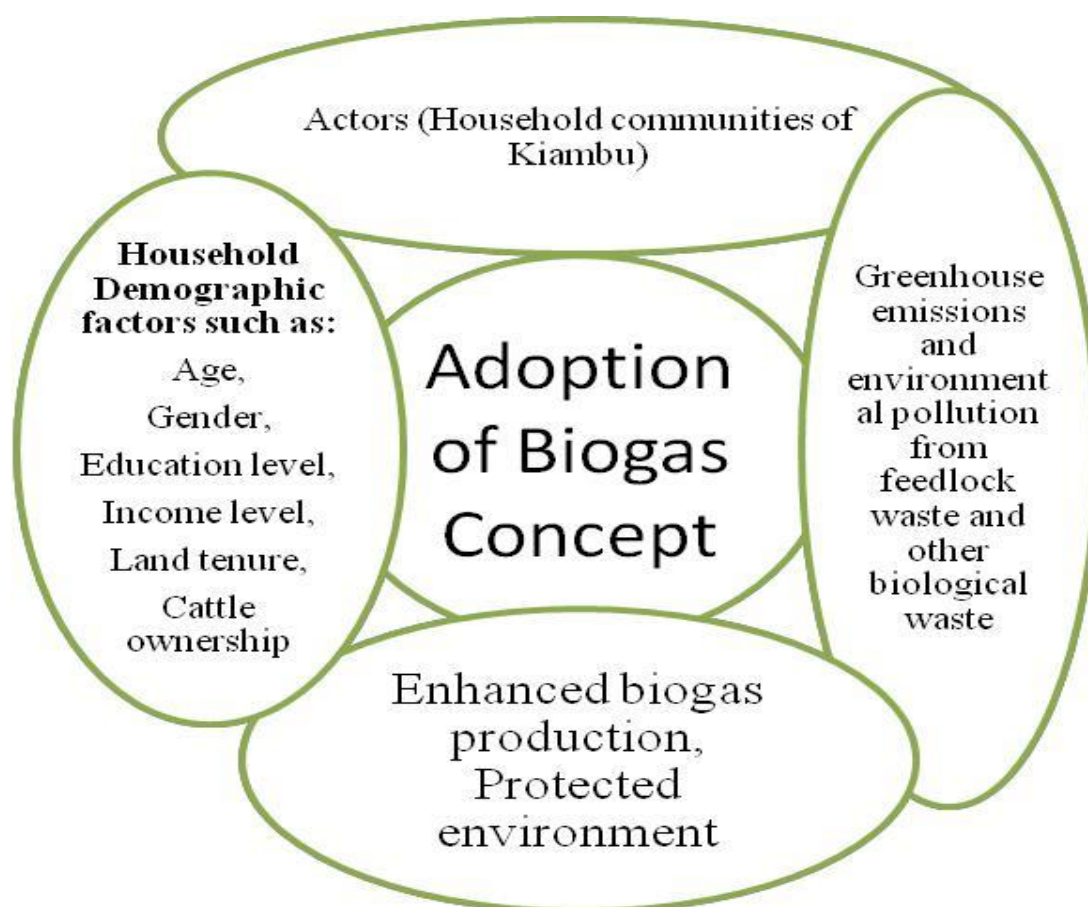 Actors (Household communities of
Kiambu)
Household
Demographic
factors such as:
Age,
Gender,
Education level,
Income level,
Land tenure,
Cattle
ownership
Adoption
of Biogas
Concept
Greenhouse
emissions
and
environment
al pollution
from
feedlock
waste and
other
biological
waste
Enhanced biogas
production,
Protected
environment